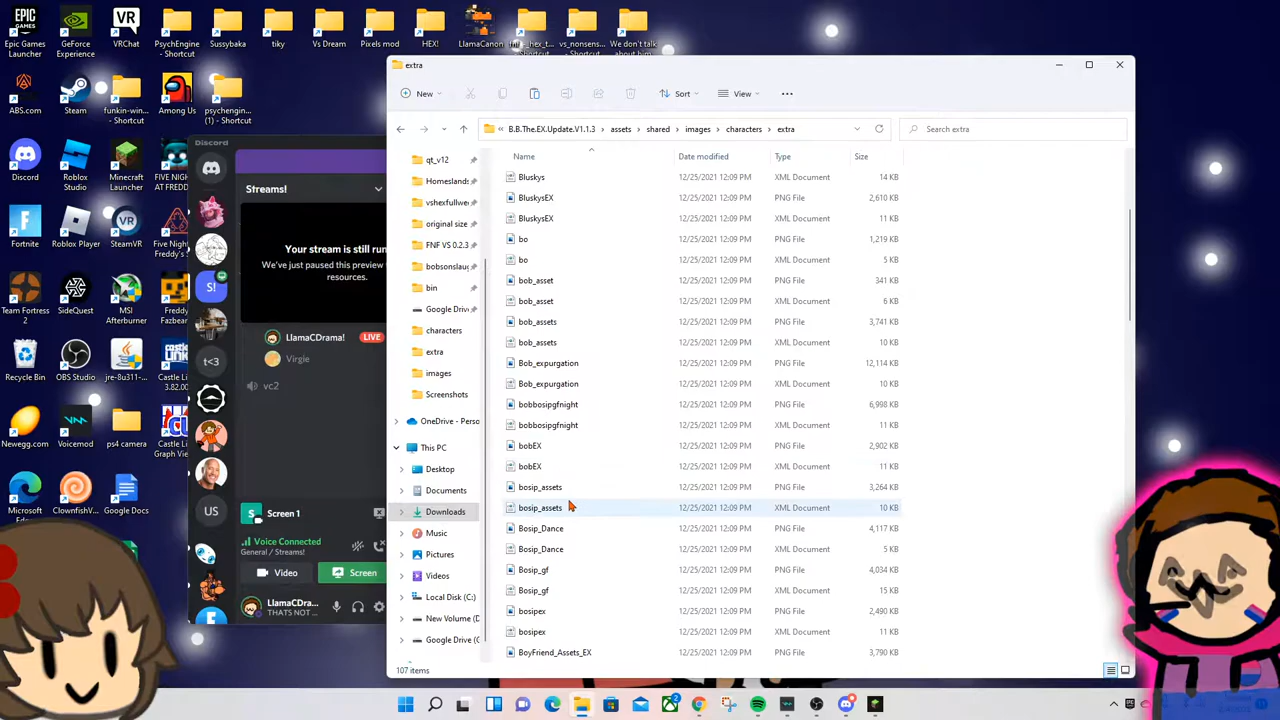 Epic Games Launcher
GeForce Experience
VRChat
PsychEngine - Shortcut
Sussybaka
tiky
Vs Dream
Pixels mod
HEX!
LlamaCanon
Shortcut
vs_nonsens... - Shortcut
We don't talk
ABS.com
Steam
funkin-win... - Shortcut
Among Us
psychengine (1) - Shortcut
Discord
Roblox Studio
Minecraft Launcher
FIVE NIGHT AT FREDD
Fortnite
Roblox Player
SteamVR
Five Night Freddy's
Team Fortress 2
SideQuest
MSI Afterburner
Freddy Fazbear
Recycle Bin
OBS Studio
jre-8u311-...
Castle Li 3.82.00
Newegg.com
Voicemod
ps4 camera
Castle Lin Graph View
Microsoft
ClownfishV...
Google Docs
Discord
Streams!
Your stream is still run
We've just paused this preview
resources.
LlamaCDrama! LIVE
Virgie
vc2
t<3
S!
US
Screen 1
Voice Connected
General / Streams!
Video
Screen
LlamaCDra...
THATS NOT
extra
New
Sort
View
B.B.The.EX.Update.V1.1.3 > assets > shared > images > characters > extra
Search extra
qt_v12
Homeslands
vshexfullwee
original size
FNF VS 0.2.3
bobsonslaug
bin
Google Drive
characters
extra
images
Screenshots
OneDrive - Perso
This PC
Desktop
Documents
Downloads
Music
Pictures
Videos
Local Disk (C:)
New Volume (
Google Drive (
Name Date modified Type Size
Bluskys 12/25/2021 12:09 PM XML Document 14 KB
BluskysEX 12/25/2021 12:09 PM PNG File 2,610 KB
BluskysEX 12/25/2021 12:09 PM XML Document 11 KB
bo 12/25/2021 12:09 PM PNG File 1,219 KB
bo 12/25/2021 12:09 PM XML Document 5 KB
bob_asset 12/25/2021 12:09 PM PNG File 341 KB
bob_asset 12/25/2021 12:09 PM XML Document 6 KB
bob_assets 12/25/2021 12:09 PM PNG File 3,741 KB
bob_assets 12/25/2021 12:09 PM XML Document 10 KB
Bob_expurgation 12/25/2021 12:09 PM PNG File 12,114 KB
Bob_expurgation 12/25/2021 12:09 PM XML Document 10 KB
bobbosipgfnight 12/25/2021 12:09 PM PNG File 6,998 KB
bobbosipgfnight 12/25/2021 12:09 PM XML Document 11 KB
bobEX 12/25/2021 12:09 PM PNG File 2,902 KB
bobEX 12/25/2021 12:09 PM XML Document 11 KB
bosip_assets 12/25/2021 12:09 PM PNG File 3,264 KB
bosip_assets 12/25/2021 12:09 PM XML Document 10 KB
Bosip_Dance 12/25/2021 12:09 PM PNG File 4,117 KB
Bosip_Dance 12/25/2021 12:09 PM XML Document 5 KB
Bosip_gf 12/25/2021 12:09 PM PNG File 4,034 KB
Bosip_gf 12/25/2021 12:09 PM XML Document 15 KB
bosipex 12/25/2021 12:09 PM PNG File 2,490 KB
bosipex 12/25/2021 12:09 PM XML Document 11 KB
BoyFriend_Assets_EX 12/25/2021 12:09 PM PNG File 3,790 KB
107 items